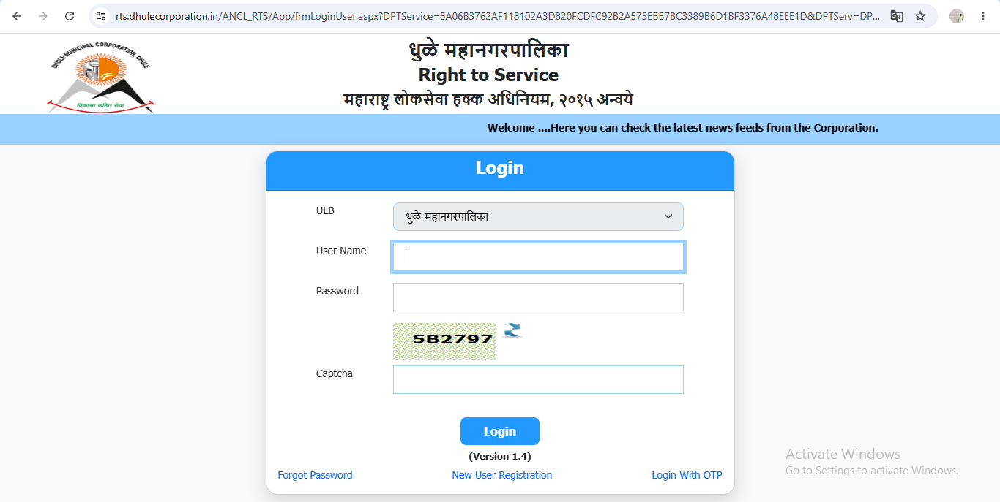 rts.dhulecorporation.in/ANCL_RTS/App/frmLoginUser.aspx?DPTService=8A06B3762AF118102A3D820FCDFC92B2A575EBB7BC3389B6D1BF3376A48EEE1D&DPTServ=DP...
DHULE MUNICIPAL CORPORATION, DHULE
विकासा सहित सेवा
धुळे महानगरपालिका
Right to Service
महाराष्ट्र लोकसेवा हक्क अधिनियम, २०१५ अन्वये
Welcome ....Here you can check the latest news feeds from the Corporation.
Login
ULB
धुळे महानगरपालिका
User Name
Password
5B2797
Captcha
Login
(Version 1.4)
Forgot Password
New User Registration
Login With OTP
Activate Windows
Go to Settings to activate Windows.